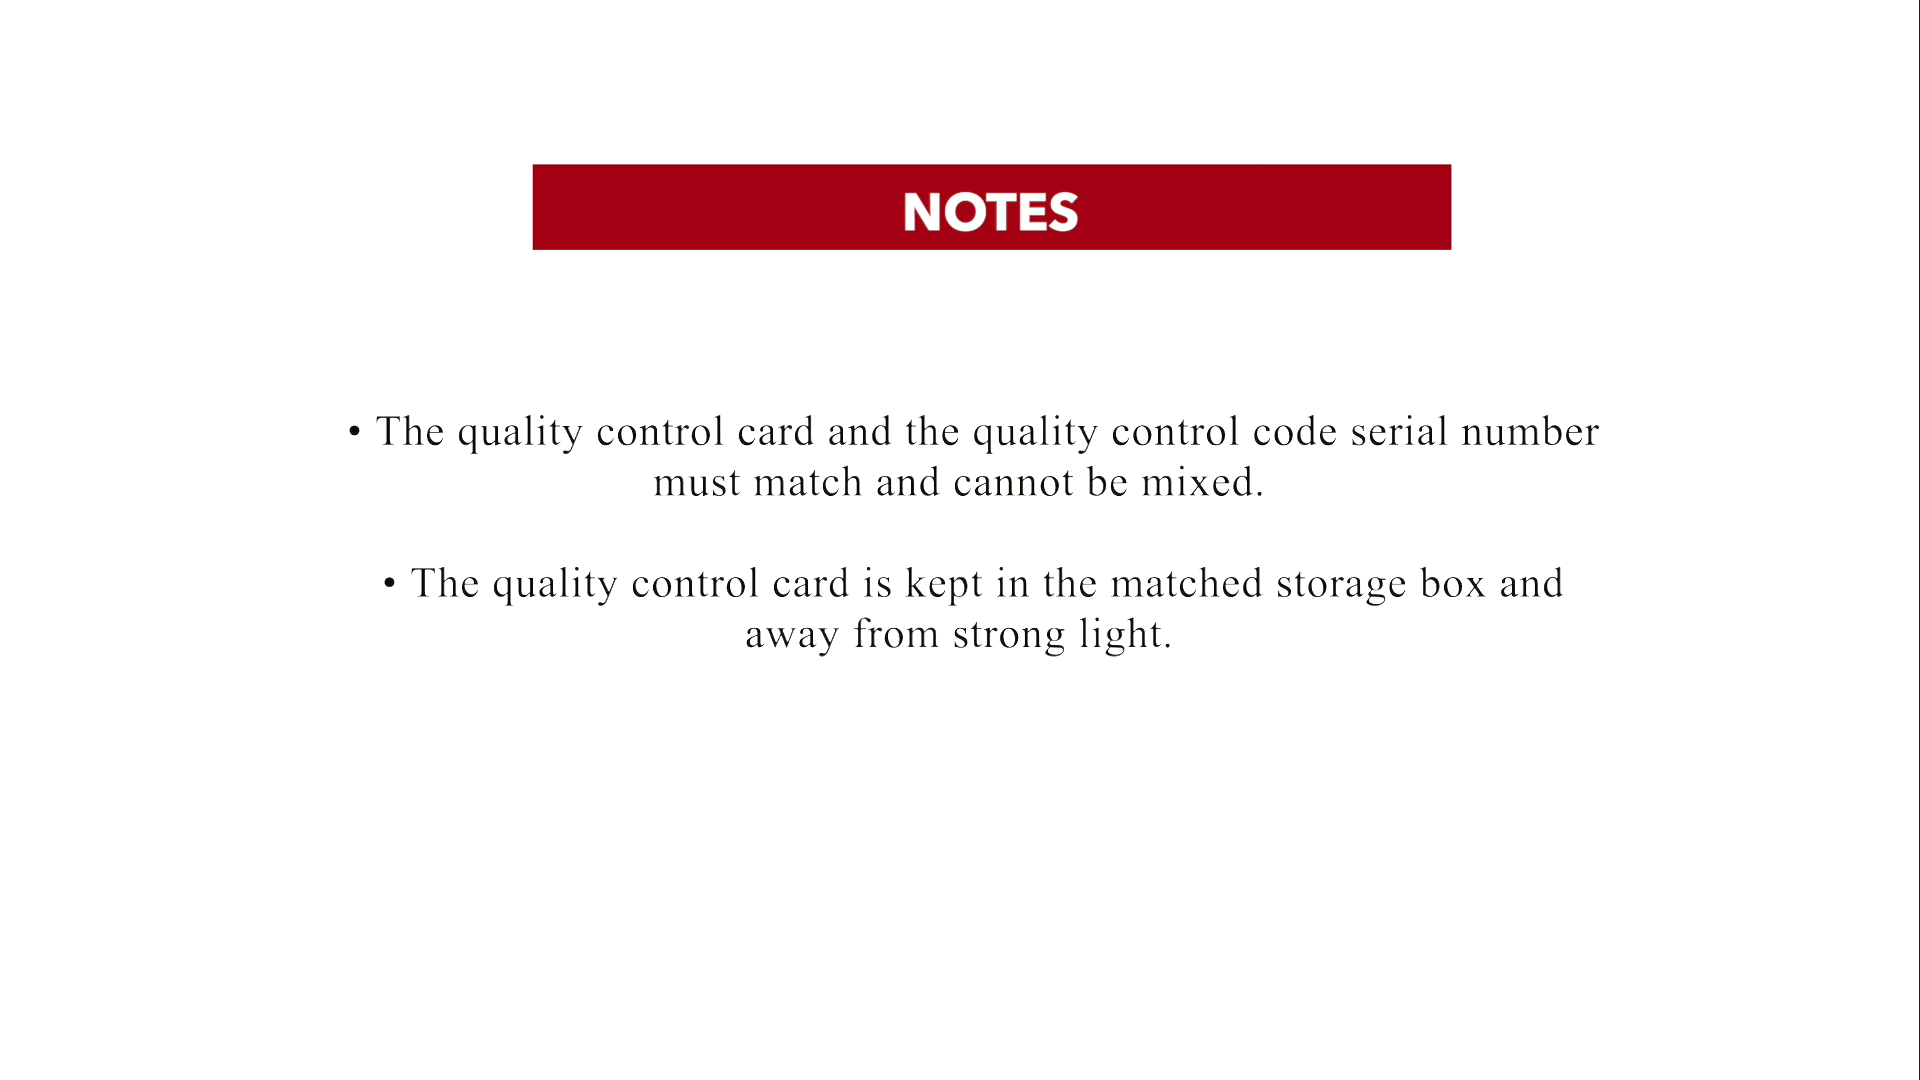 NOTES
• The quality control card and the quality control code serial number
must match and cannot be mixed.
• The quality control card is kept in the matched storage box and
away from strong light.